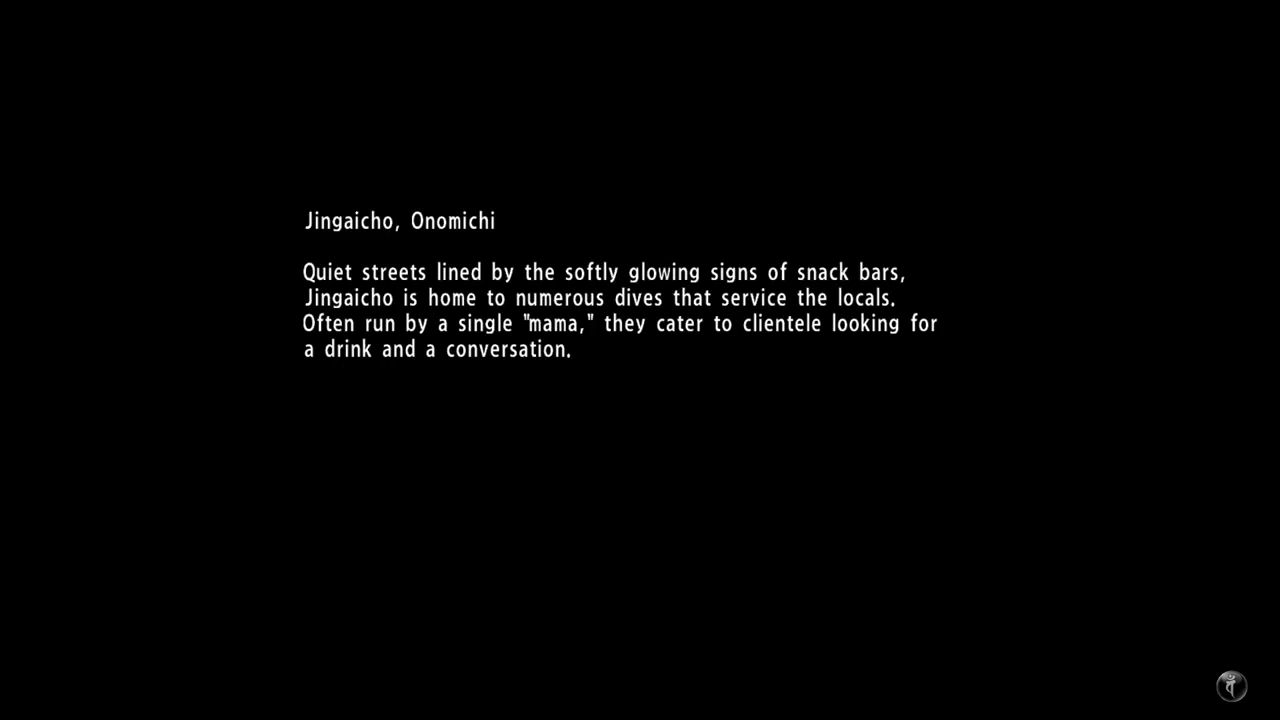 Jingaicho, Onomichi
Quiet streets lined by the softly glowing signs of snack bars,
Jingaicho is home to numerous dives that service the locals.
Often run by a single "mama," they cater to clientele looking for
a drink and a conversation.